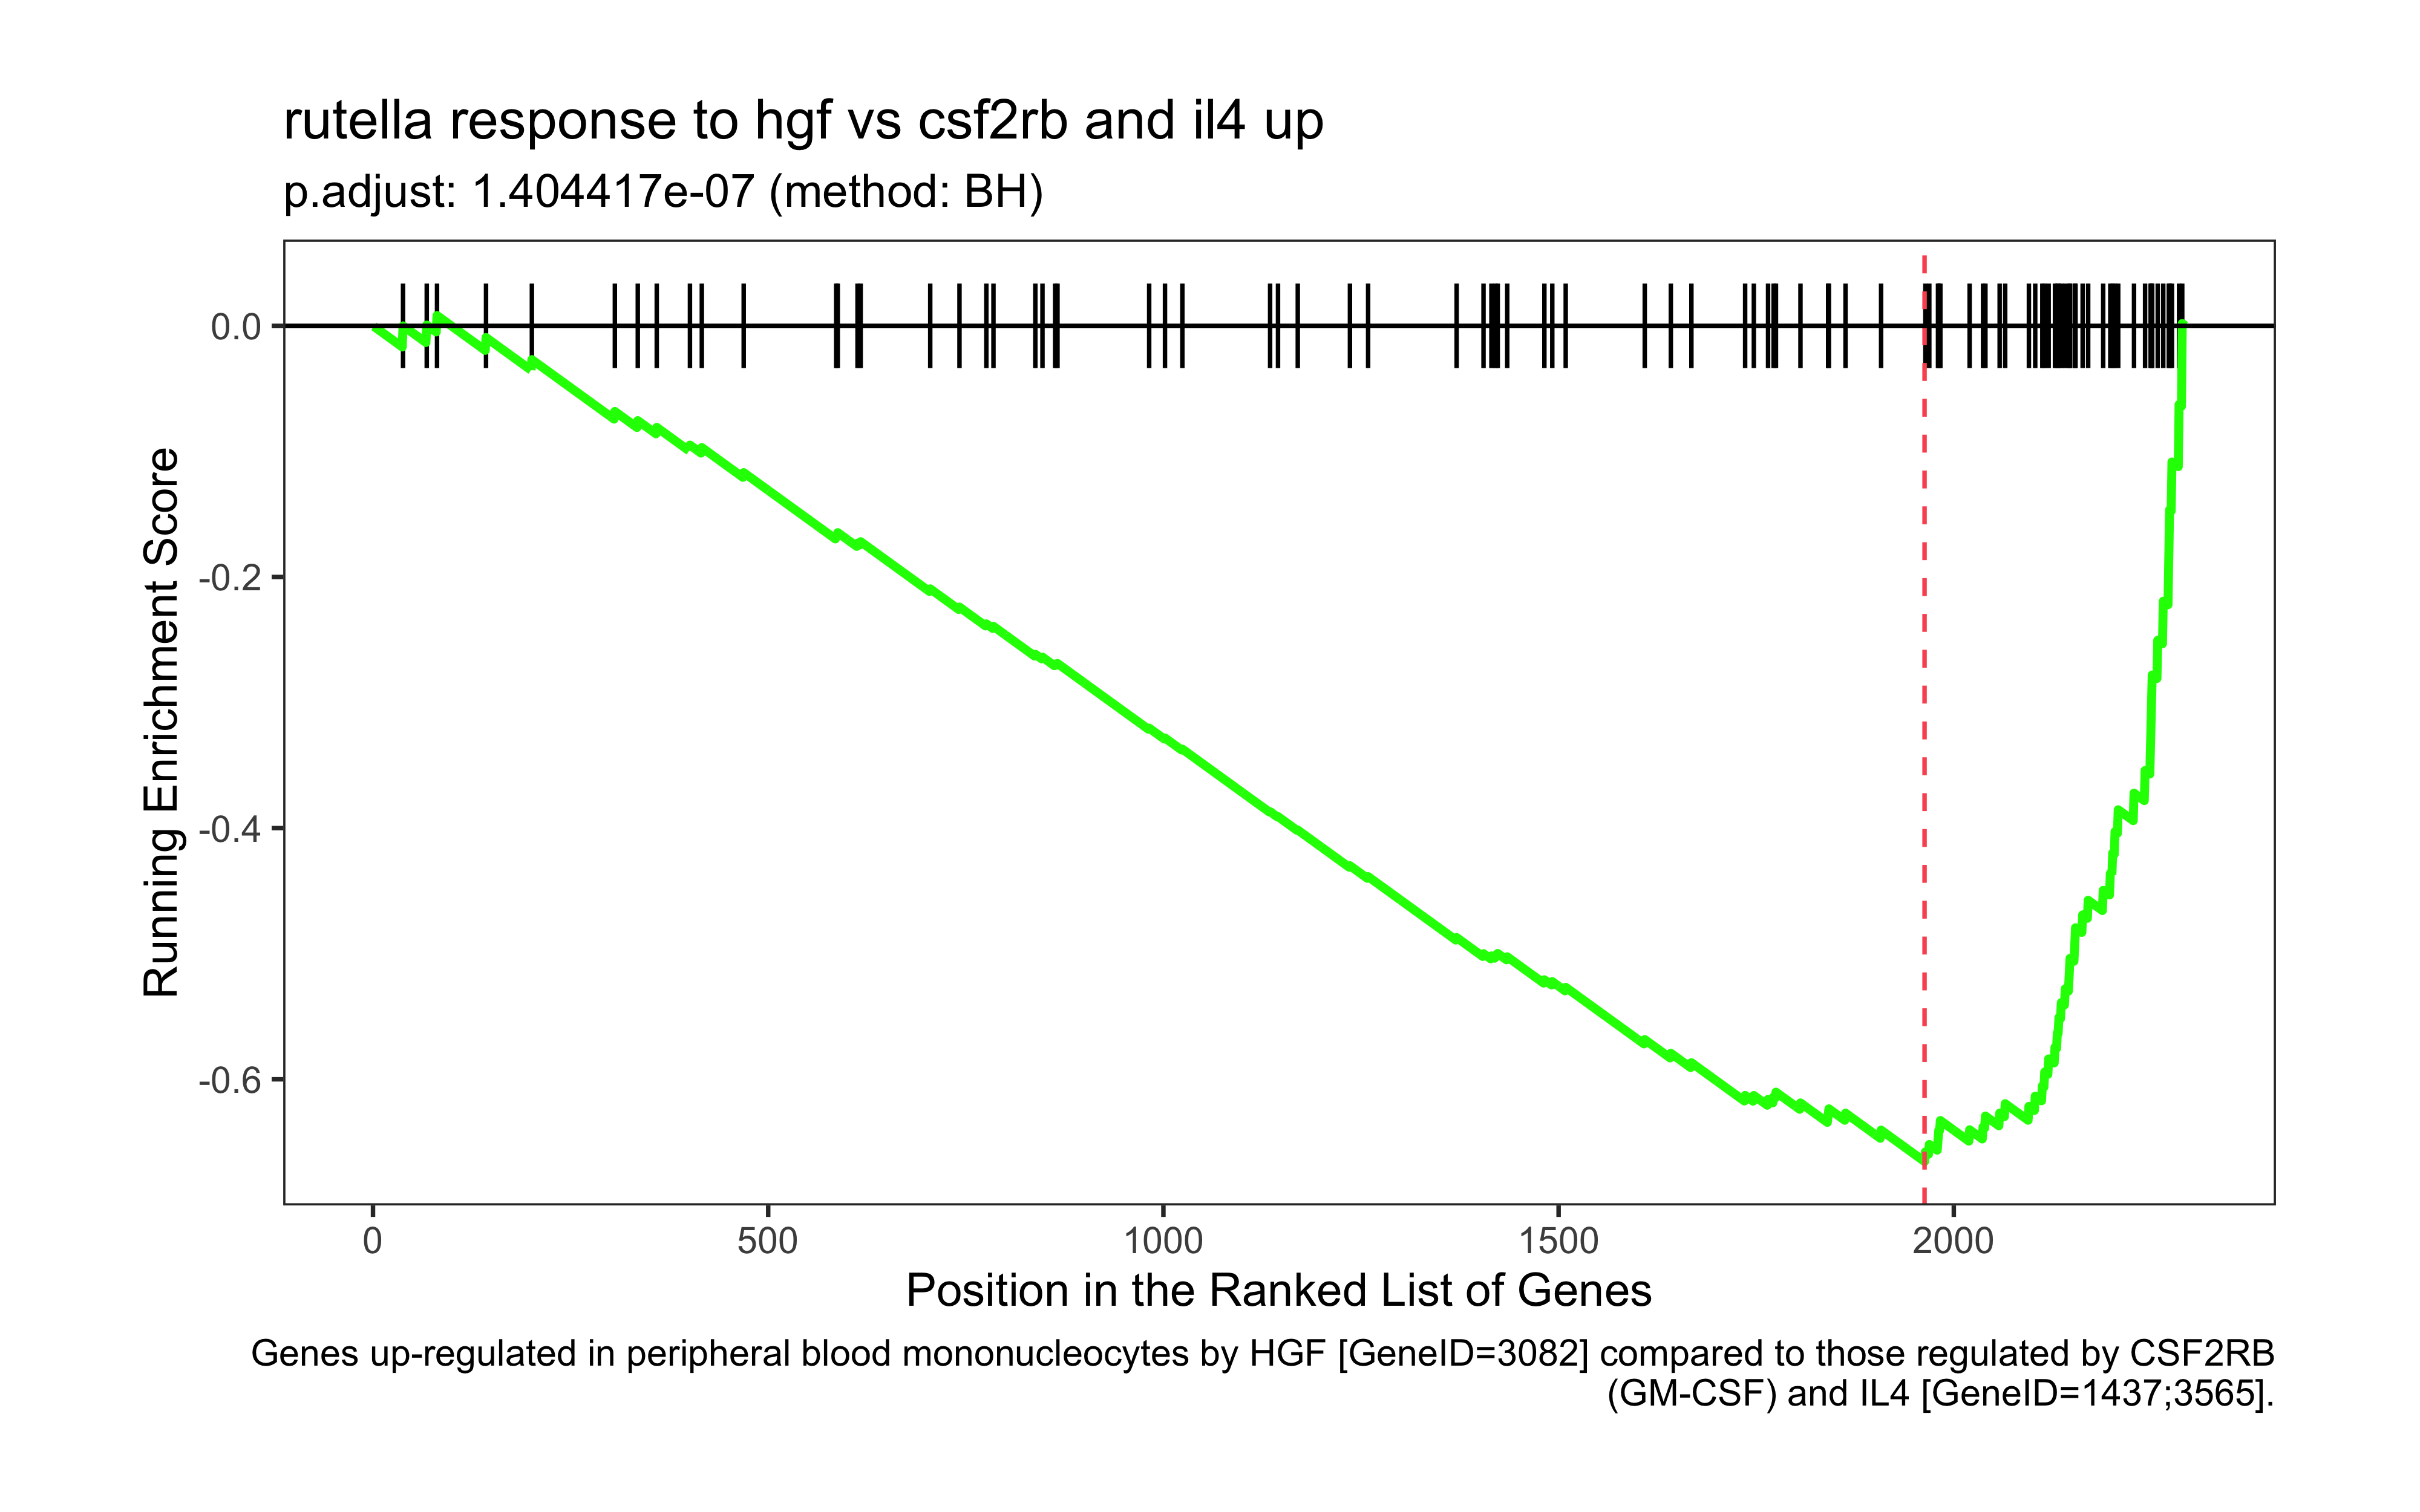 rutella response to hgf vs csf2rb and il4 up
p.adjust: 1.404417e-07 (method: BH)
Running Enrichment Score
0.0
-0.2
-0.4
-0.6
0
500
1000
1500
2000
Position in the Ranked List of Genes
Genes up-regulated in peripheral blood mononucleocytes by HGF [GeneID=3082] compared to those regulated by CSF2RB
(GM-CSF) and IL4 [GeneID=1437;3565].